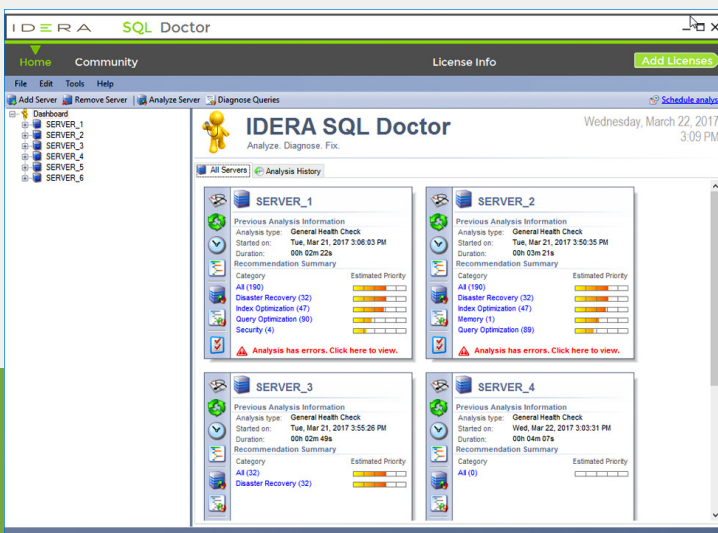 IDERA SQL Doctor
Home Community License Info Add Licenses
File Edit Tools Help
Add Server Remove Server Analyze Server Diagnose Queries Schedule analys
Dashboard
SERVER_1
SERVER_2
SERVER_3
SERVER_4
SERVER_5
SERVER_6
IDERA SQL Doctor
Analyze. Diagnose. Fix.
Wednesday, March 22, 2017
3:09 PM
All Servers Analysis History
SERVER_1
Previous Analysis Information
Analysis type: General Health Check
Started on: Tue, Mar 21, 2017 3:06:03 PM
Duration: 00h 02m 22s
Recommendation Summary
Category Estimated Priority
All (190)
Disaster Recovery (32)
Index Optimization (47)
Query Optimization (90)
Security (4)
Analysis has errors. Click here to view.
SERVER_2
Previous Analysis Information
Analysis type: General Health Check
Started on: Tue, Mar 21, 2017 3:50:35 PM
Duration: 00h 03m 21s
Recommendation Summary
Category Estimated Priority
All (190)
Disaster Recovery (32)
Index Optimization (47)
Memory (1)
Query Optimization (89)
Analysis has errors. Click here to view.
SERVER_3
Previous Analysis Information
Analysis type: General Health Check
Started on: Tue, Mar 21, 2017 3:55:26 PM
Duration: 00h 02m 49s
Recommendation Summary
Category Estimated Priority
All (32)
Disaster Recovery (32)
SERVER_4
Previous Analysis Information
Analysis type: General Health Check
Started on: Wed, Mar 22, 2017 3:03:31 PM
Duration: 00h 04m 07s
Recommendation Summary
Category Estimated Priority
All (0)